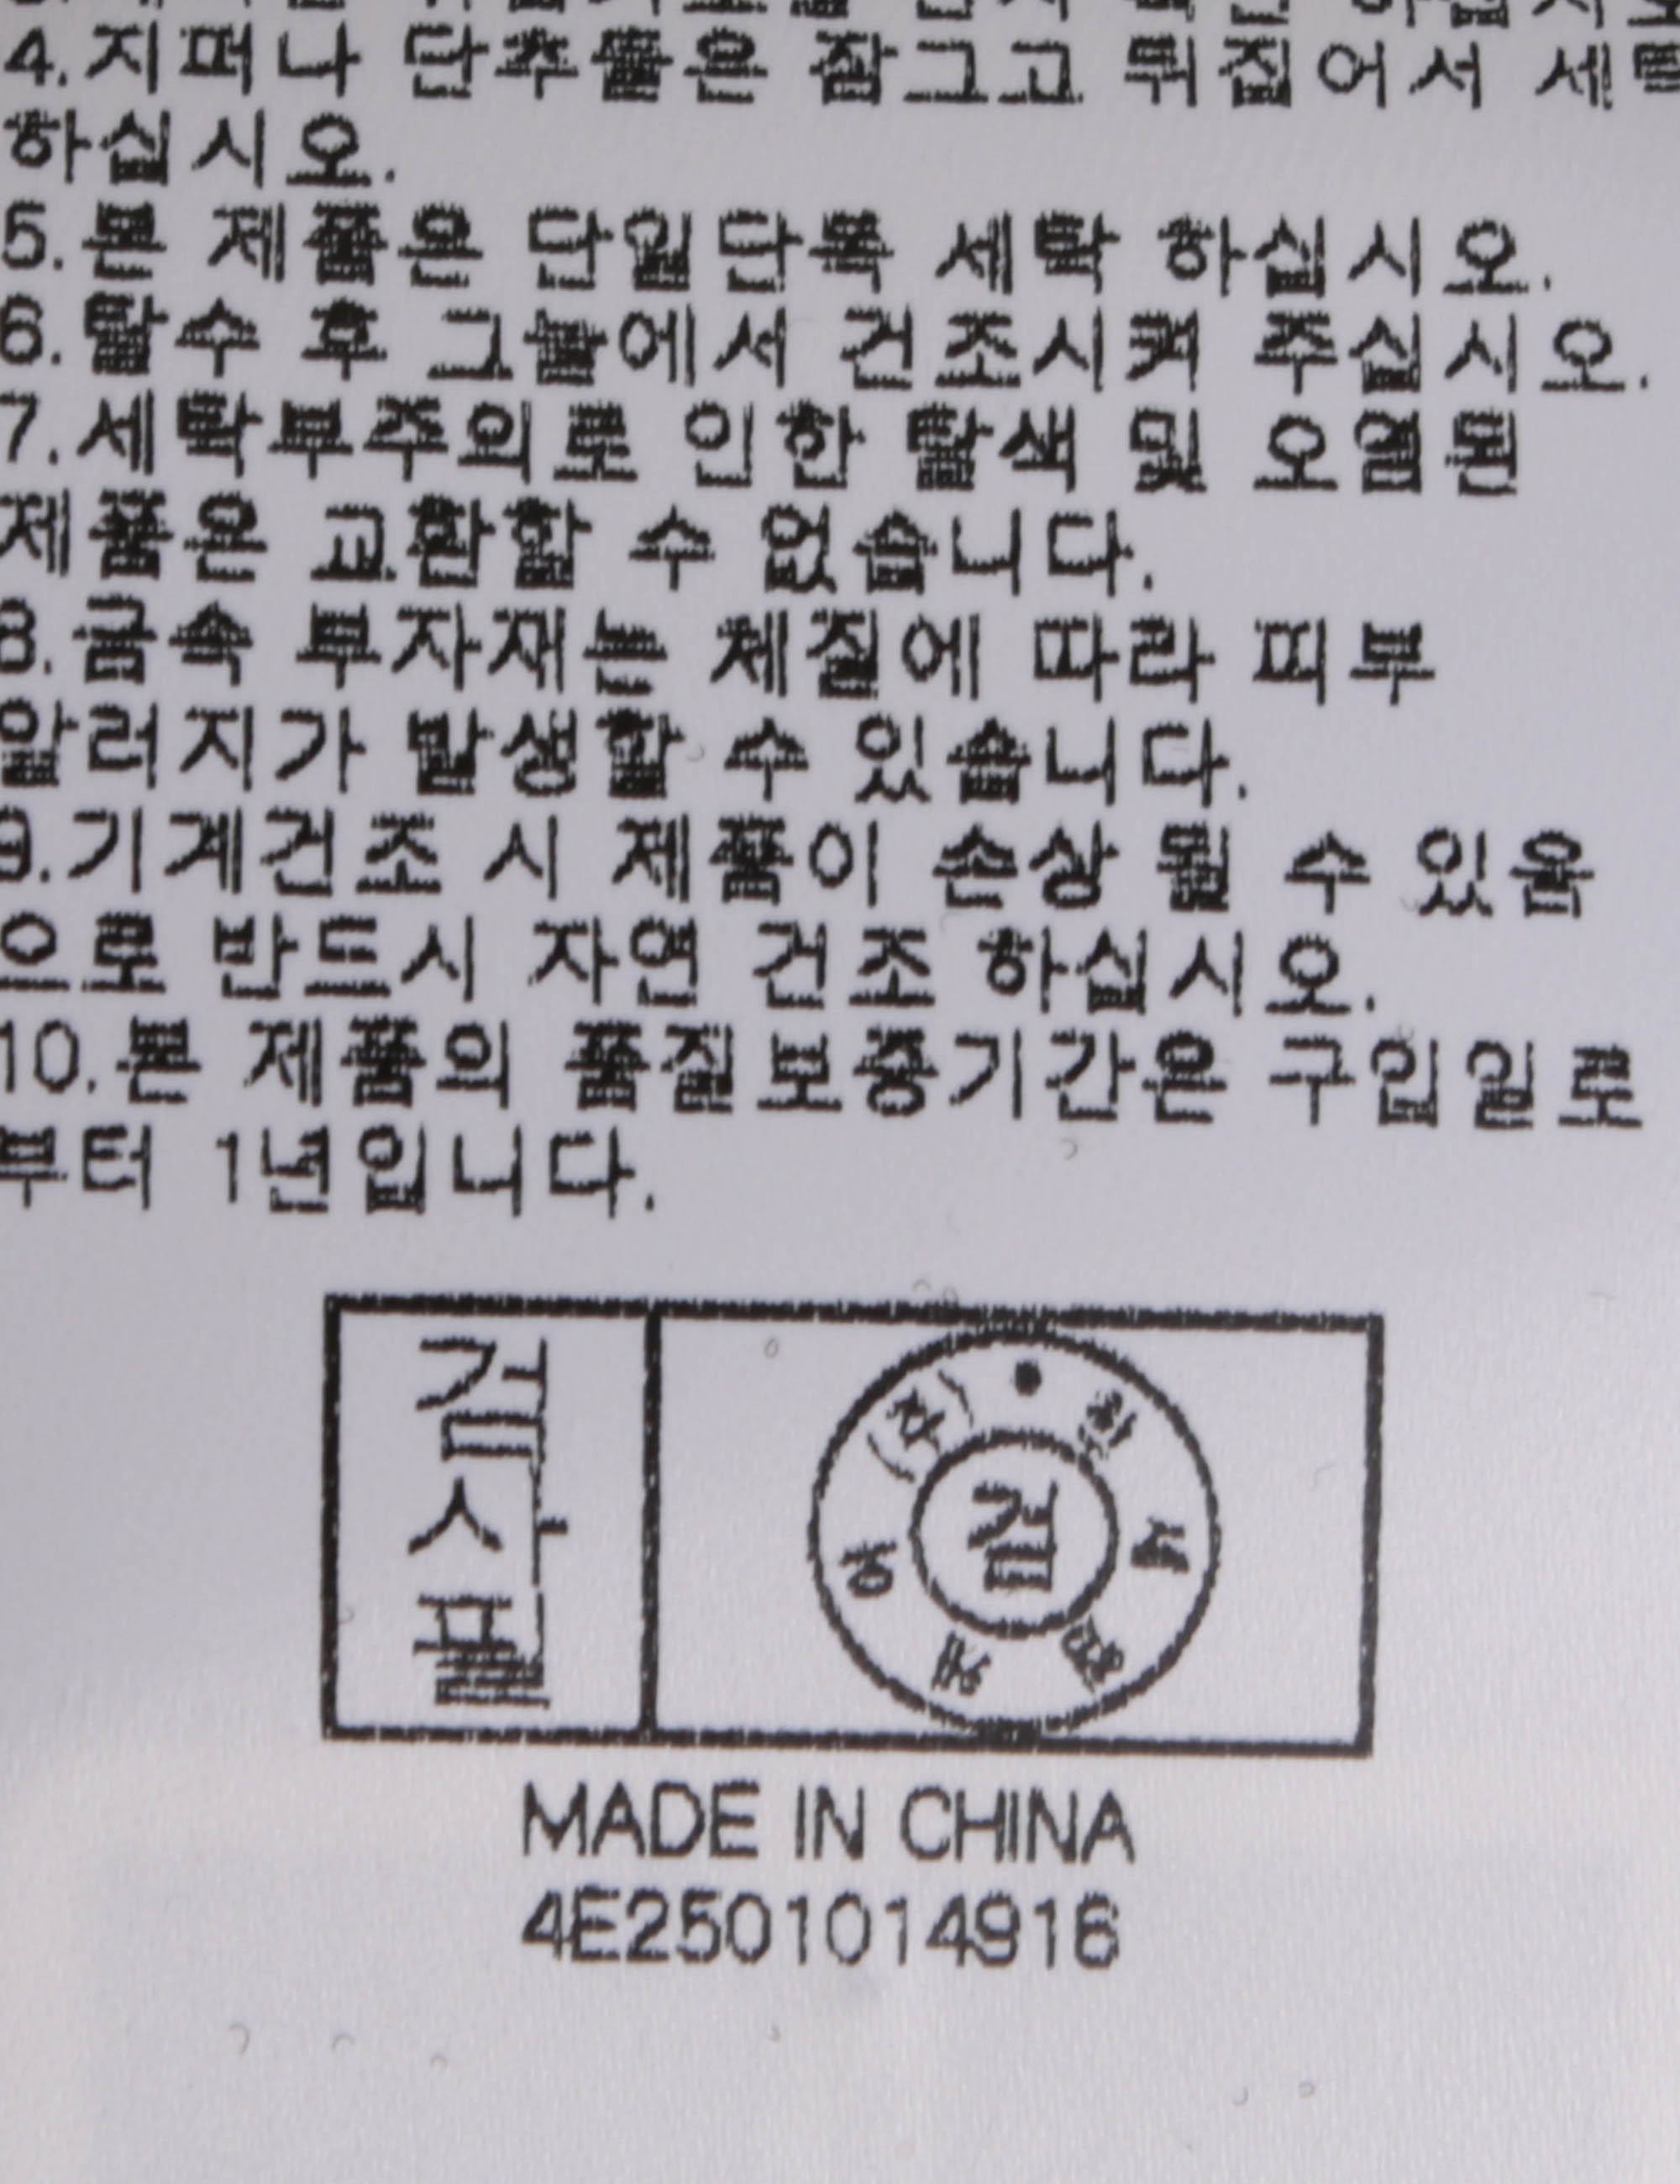 4.지퍼나 단추뿔은 잠그고 뒤집어서 세탁
하십시오.
5.본 제품은 단일단독 세탁 하십시오.
6.탈수 후 그늘에서 건조시켜 주십시오.
7.세탁부주의로 인한 탈색 및 오염된
제품은 교환할 수 없습니다.
8.금속 부자재는 체질에 따라 피부
알러지가 발생할 수 있습니다.
9.기계건조 시 제품이 손상 될 수 있음
으로 반드시 자연 건조 하십시오.
10.본 제품의 품질보증기간은 구입일로
부터 1년입니다.
검사필
(주)
검
MADE IN CHINA
4E2501014916